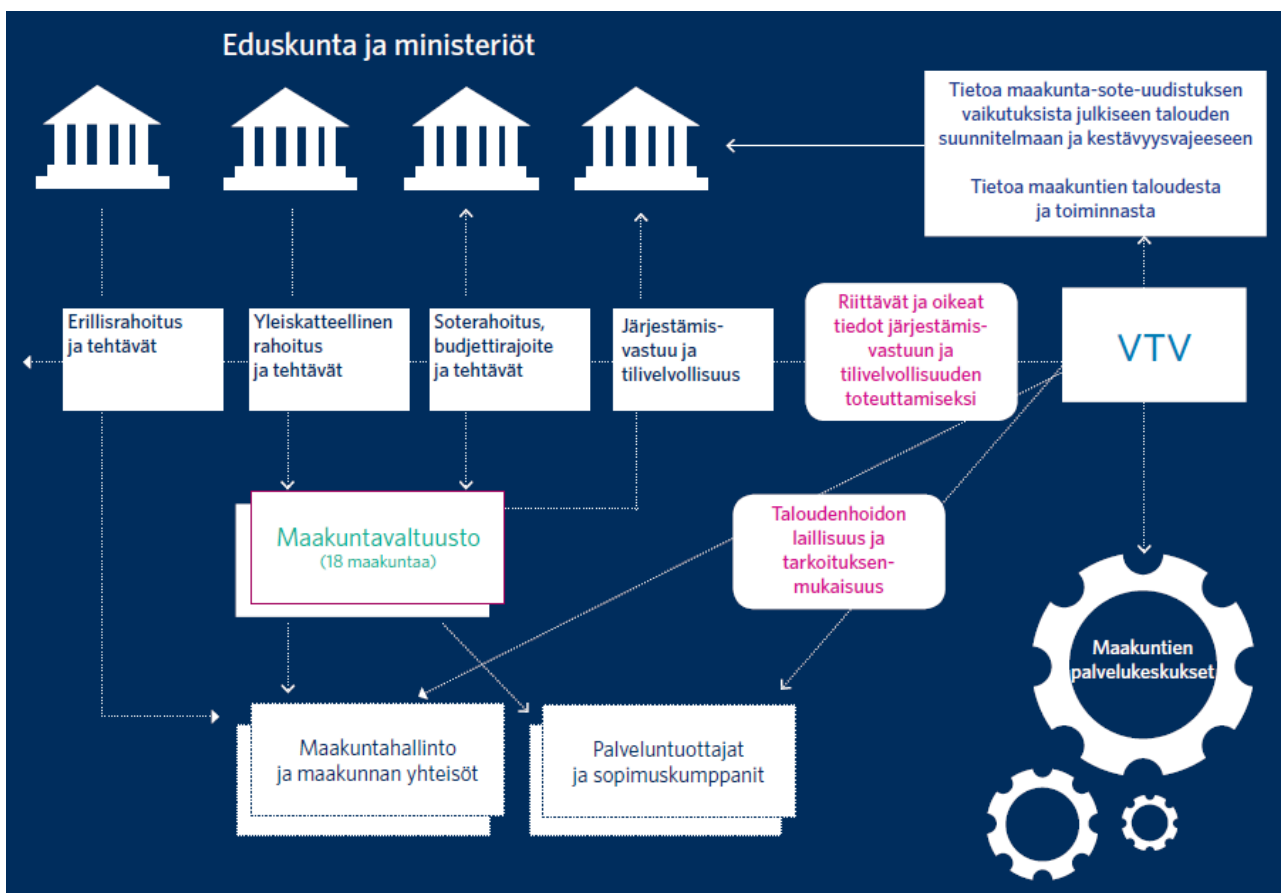 Eduskunta ja ministeriöt
Tietoa maakunta-sote-uudistuksen
vaikutuksista julkiseen talouden
suunnitelmaan ja kestävyysvajeeseen
Tietoa maakuntien taloudesta
ja toiminnasta
Erillisrahoitus
ja tehtävät
Yleiskatteellinen
rahoitus
ja tehtävät
Soterahoitus,
budjettirajoite
ja tehtävät
Järjestämis-
vastuu ja
tilivelvollisuus
Riittävät ja oikeat
tiedot järjestämis-
vastuun ja
tilivelvollisuuden
toteuttamiseksi
VTV
Maakuntavaltuusto
(18 maakuntaa)
Taloudenhoidon
laillisuus ja
tarkoituksen-
mukaisuus
Maakuntien
palvelukeskukset
Maakuntahallinto
ja maakunnan yhteisöt
Palveluntuottajat
ja sopimuskumppanit